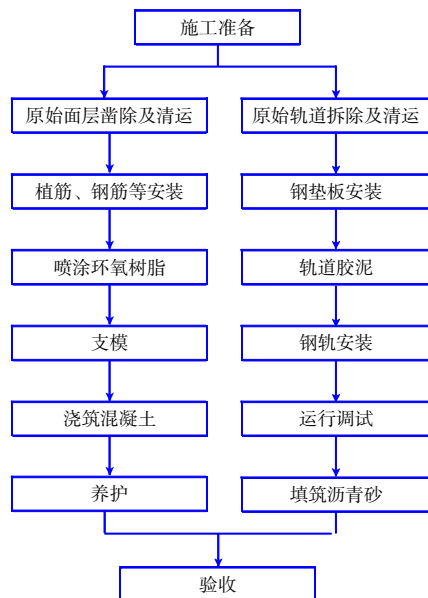 施工准备
原始面层凿除及清运
原始轨道拆除及清运
植筋、钢筋等安装
钢垫板安装
喷涂环氧树脂
轨道胶泥
支模
钢轨安装
浇筑混凝土
运行调试
养护
填筑沥青砂
验收